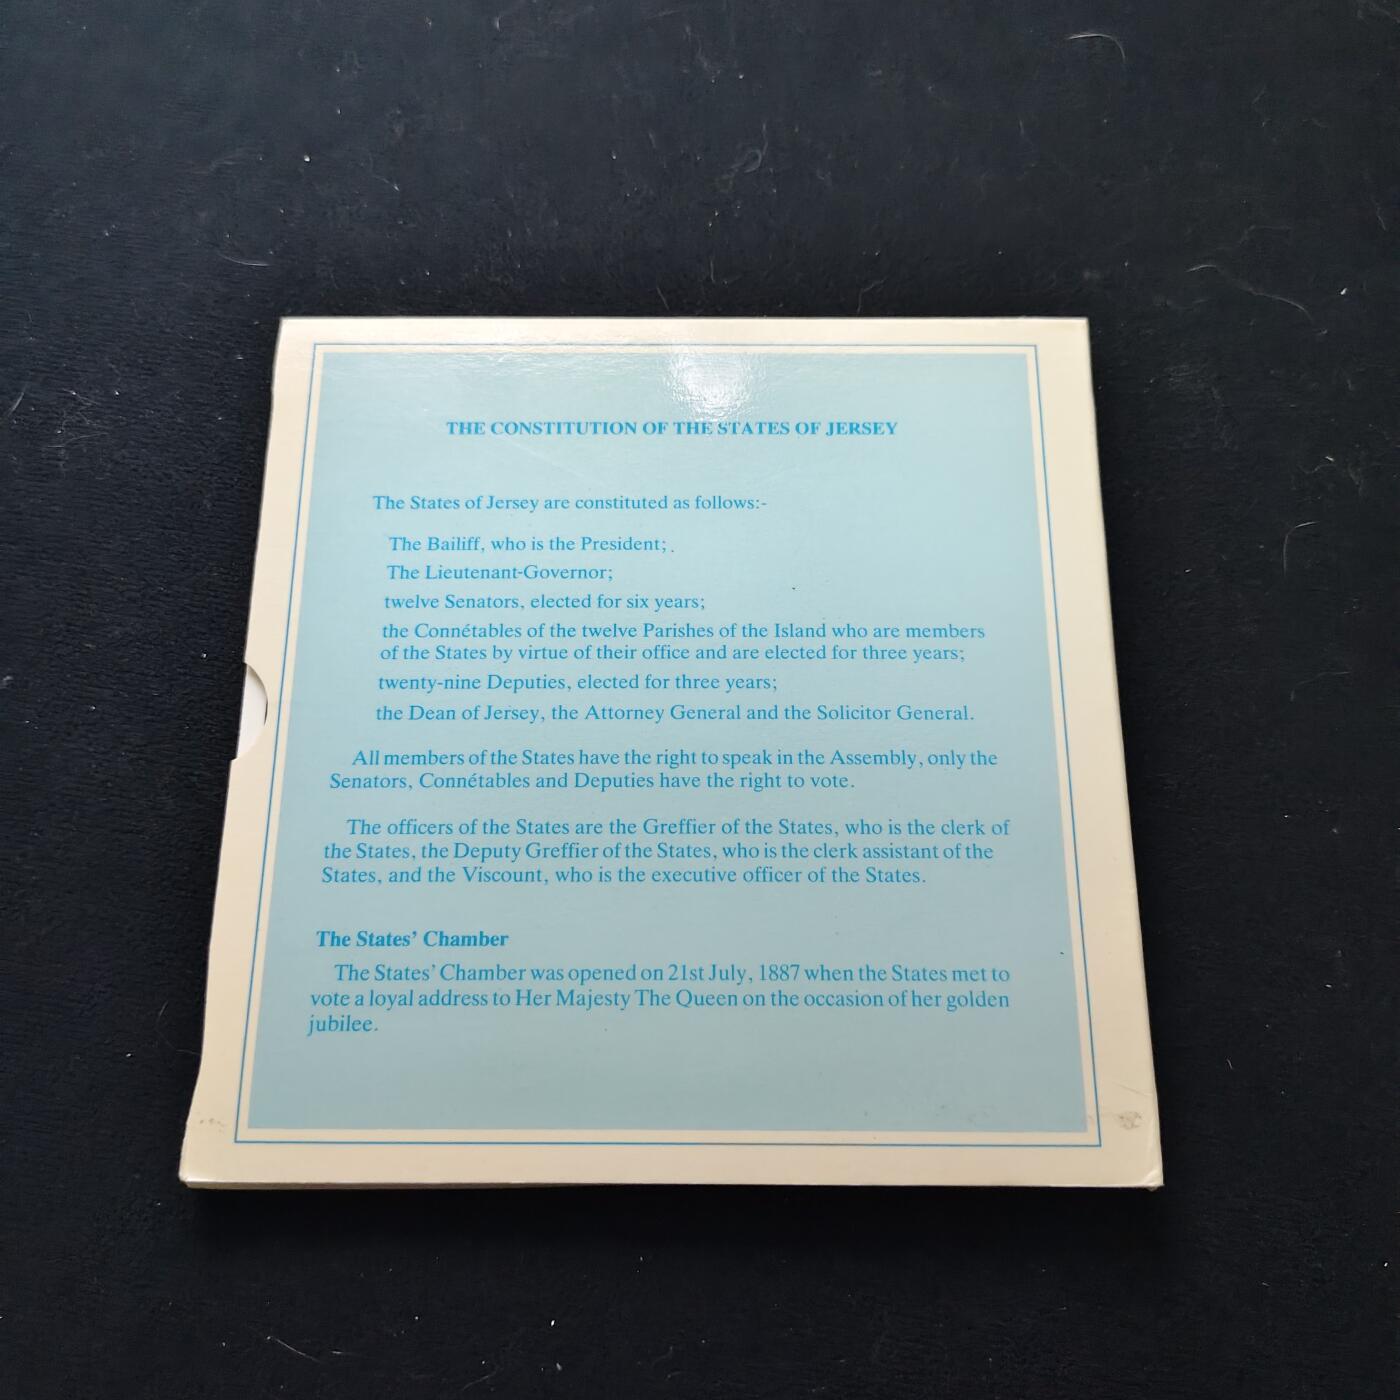 THE CONSTITUTION OF THE STATES OF JERSEY
The States of Jersey are constituted as follows:-
The Bailiff, who is the President;
The Lieutenant-Governor;
twelve Senators, elected for six years;
the Connétables of the twelve Parishes of the Island who are members
of the States by virtue of their office and are elected for three years;
twenty-nine Deputies, elected for three years;
the Dean of Jersey, the Attorney General and the Solicitor General.
All members of the States have the right to speak in the Assembly, only the
Senators, Connétables and Deputies have the right to vote.
The officers of the States are the Greffier of the States, who is the clerk of
the States, the Deputy Greffier of the States, who is the clerk assistant of the
States, and the Viscount, who is the executive officer of the States.
The States' Chamber
The States' Chamber was opened on 21st July, 1887 when the States met to
vote a loyal address to Her Majesty The Queen on the occasion of her golden
jubilee.